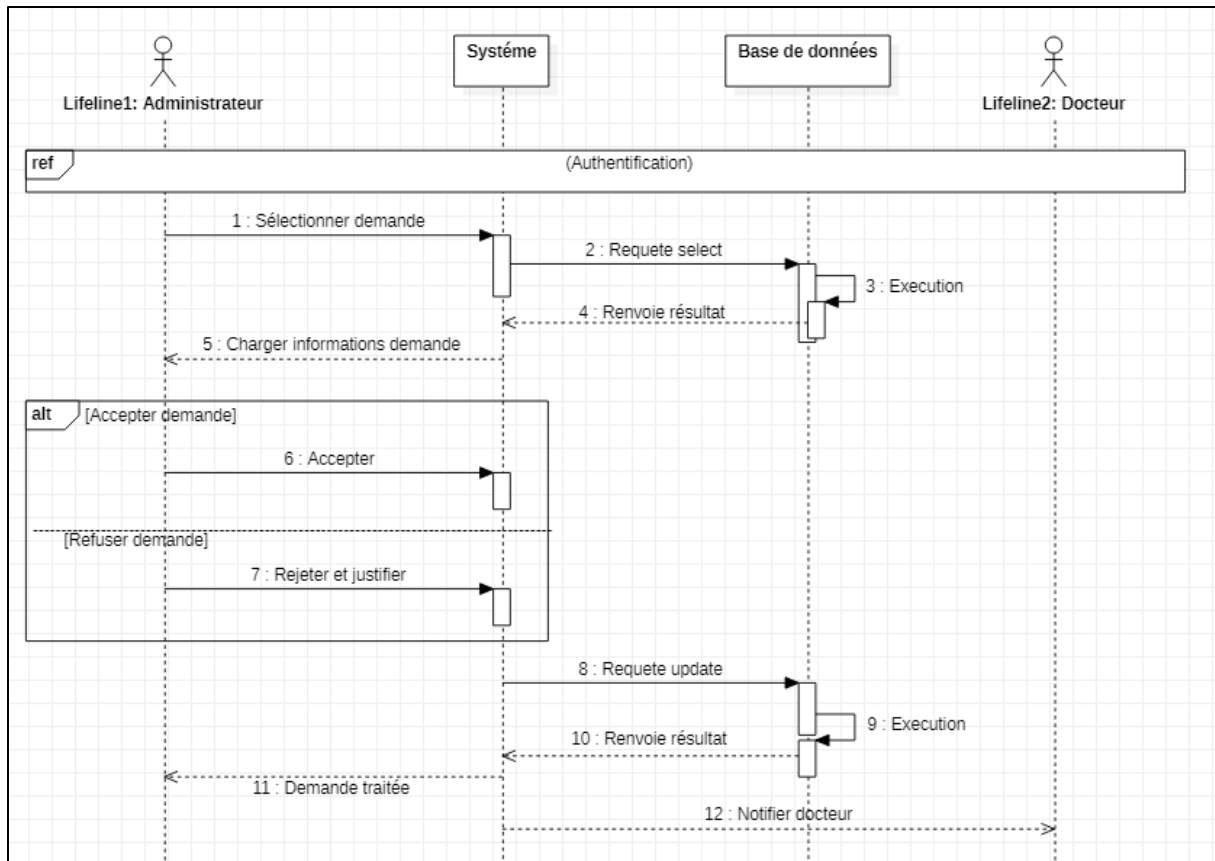 Systéme
Base de données
Lifeline1: Administrateur
Lifeline2: Docteur
ref
(Authentification)
1 : Sélectionner demande
2 : Requete select
3 : Execution
4 : Renvoie résultat
5 : Charger informations demande
alt
[Accepter demande]
6 : Accepter
[Refuser demande]
7 : Rejeter et justifier
8 : Requete update
9 : Execution
10 : Renvoie résultat
11 : Demande traitée
12 : Notifier docteur